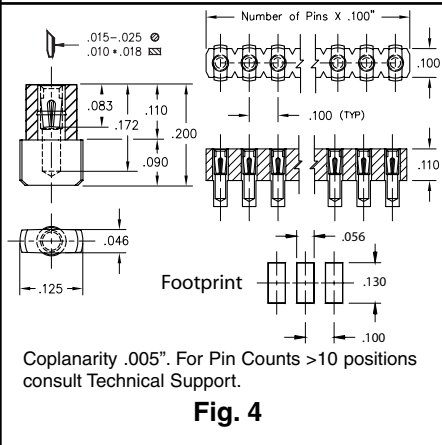 .015–.025 ⌀
.010 * .018 ▨
Number of Pins X .100"
.100
.083
.110
.172
.200
.090
.100 (TYP)
.110
.046
.125
.056
Footprint
.130
.100
Coplanarity .005”. For Pin Counts >10 positions
consult Technical Support.
Fig. 4